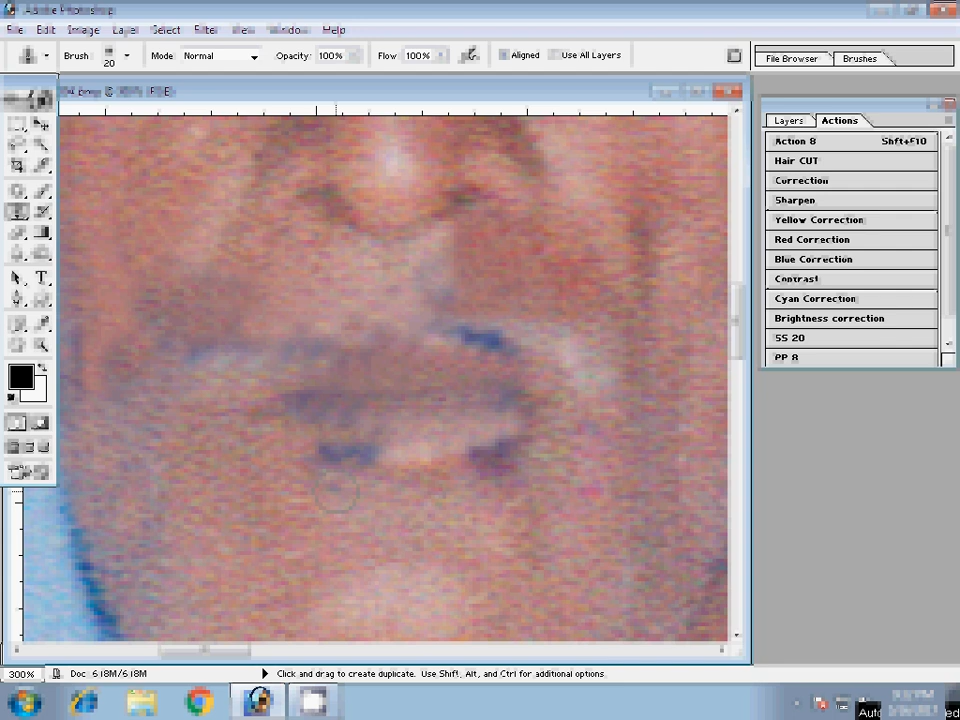 Adobe Photoshop
File Edit Image Layer Select Filter View Window Help
Brush 20 Mode Normal Opacity: 100% Flow 100% Aligned Use All Layers
File Browser Brushes
Layers Actions
Action 8 Shft+F10
Hair CUT
Correction
Sharpen
Yellow Correction
Red Correction
Blue Correction
Contrast
Cyan Correction
Brightness correction
SS 20
PP 8
T
300% Doc 6.18M/6.18M Click and drag to create duplicate. Use Shift, Alt, and Ctrl for additional options.